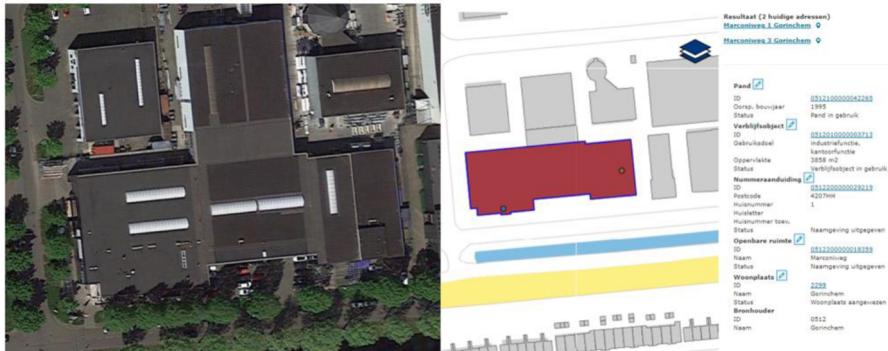 Resultaat (2 huidige adressen)
Marconiweg 1 Gorinchem
Marconiweg 3 Gorinchem
Pand
ID 0512100000042265
Oorsp. bouwjaar 1995
Status Pand in gebruik
Verblijfsobject
ID 0512010000003713
Gebruiksdoel industriefunctie,
kantoorfunctie
Oppervlakte 3858 m2
Status Verblijfsobject in gebruik
Nummeraanduiding
ID 0512200000029219
Postcode 4207HH
Huisnummer 1
Huisletter
Huisnummer toev.
Status Naamgeving uitgegeven
Openbare ruimte
ID 0512300000018359
Naam Marconiweg
Status Naamgeving uitgegeven
Woonplaats
ID 2299
Naam Gorinchem
Status Woonplaats aangewezen
Bronhouder
ID 0512
Naam Gorinchem